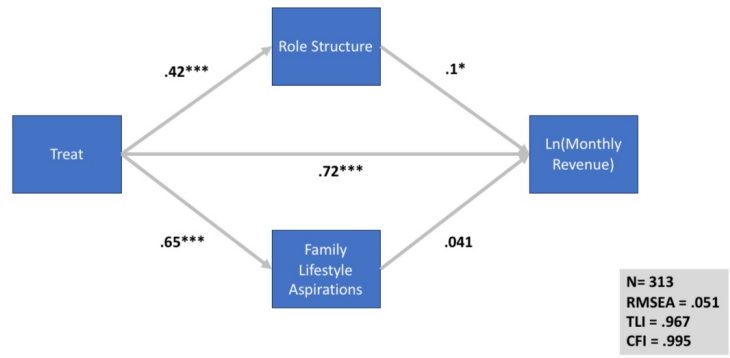 Role Structure
.42***
.1*
Treat
Ln(Monthly
Revenue)
.72***
.65***
.041
Family
Lifestyle
Aspirations
N= 313
RMSEA = .051
TLI = .967
CFI = .995